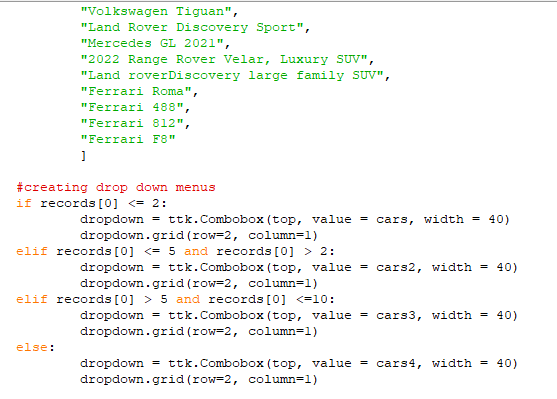 "Volkswagen Tiguan",
"Land Rover Discovery Sport",
"Mercedes GL 2021",
"2022 Range Rover Velar, Luxury SUV",
"Land roverDiscovery large family SUV",
"Ferrari Roma",
"Ferrari 488",
"Ferrari 812",
"Ferrari F8"
]
#creating drop down menus
if records[0] <= 2:
dropdown = ttk.Combobox(top, value = cars, width = 40)
dropdown.grid(row=2, column=1)
elif records[0] <= 5 and records[0] > 2:
dropdown = ttk.Combobox(top, value = cars2, width = 40)
dropdown.grid(row=2, column=1)
elif records[0] > 5 and records[0] <=10:
dropdown = ttk.Combobox(top, value = cars3, width = 40)
dropdown.grid(row=2, column=1)
else:
dropdown = ttk.Combobox(top, value = cars4, width = 40)
dropdown.grid(row=2, column=1)